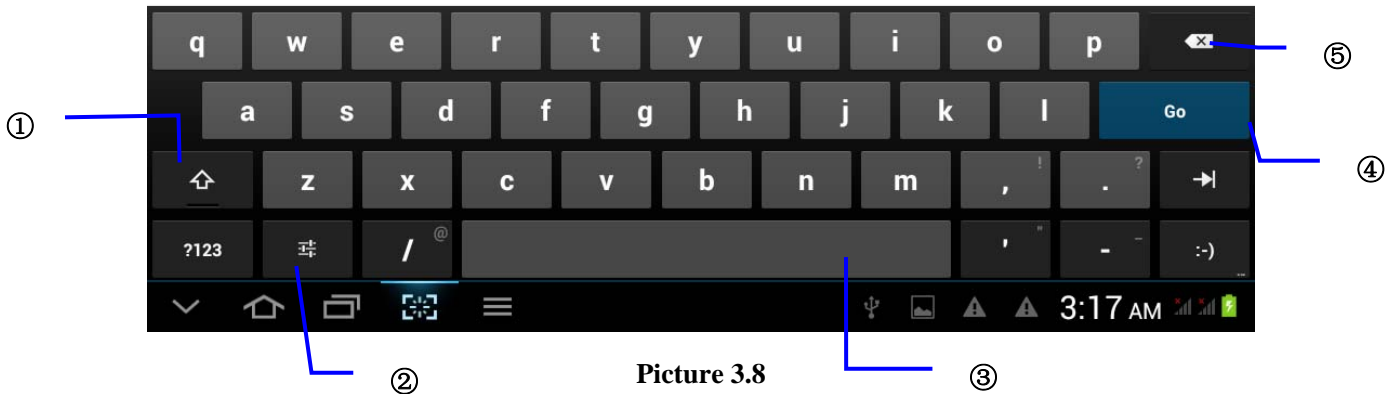 q w e r t y u i o p
⑤
a s d f g h j k l Go
①
④
z x c v b n m , ! . ?
?123 / @ ' " - _ :-) ...
3:17 AM
② Picture 3.8 ③